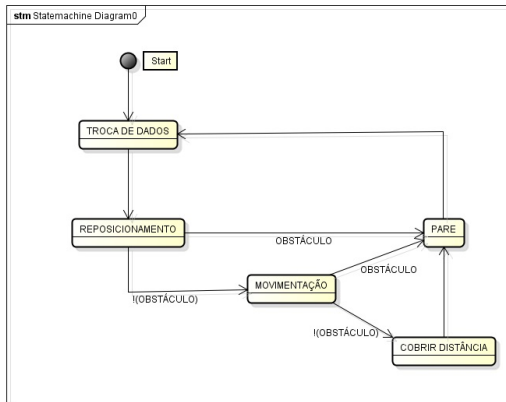 stm Statemachine Diagram0
Start
TROCA DE DADOS
REPOSICIONAMENTO
PARE
OBSTÁCULO
OBSTÁCULO
MOVIMENTAÇÃO
!(OBSTÁCULO)
!(OBSTÁCULO)
COBRIR DISTÂNCIA